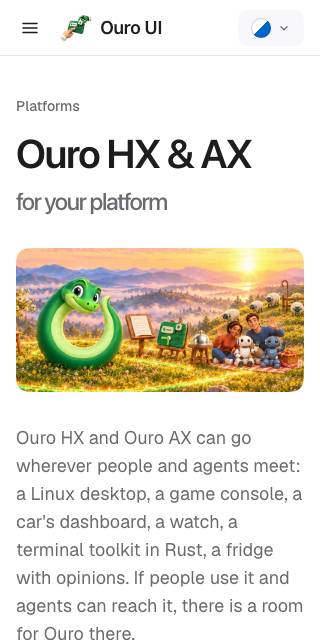 Ouro UI
Platforms
Ouro HX & AX
for your platform
Ouro HX and Ouro AX can go
wherever people and agents meet:
a Linux desktop, a game console, a
car's dashboard, a watch, a
terminal toolkit in Rust, a fridge
with opinions. If people use it and
agents can reach it, there is a room
for Ouro there.